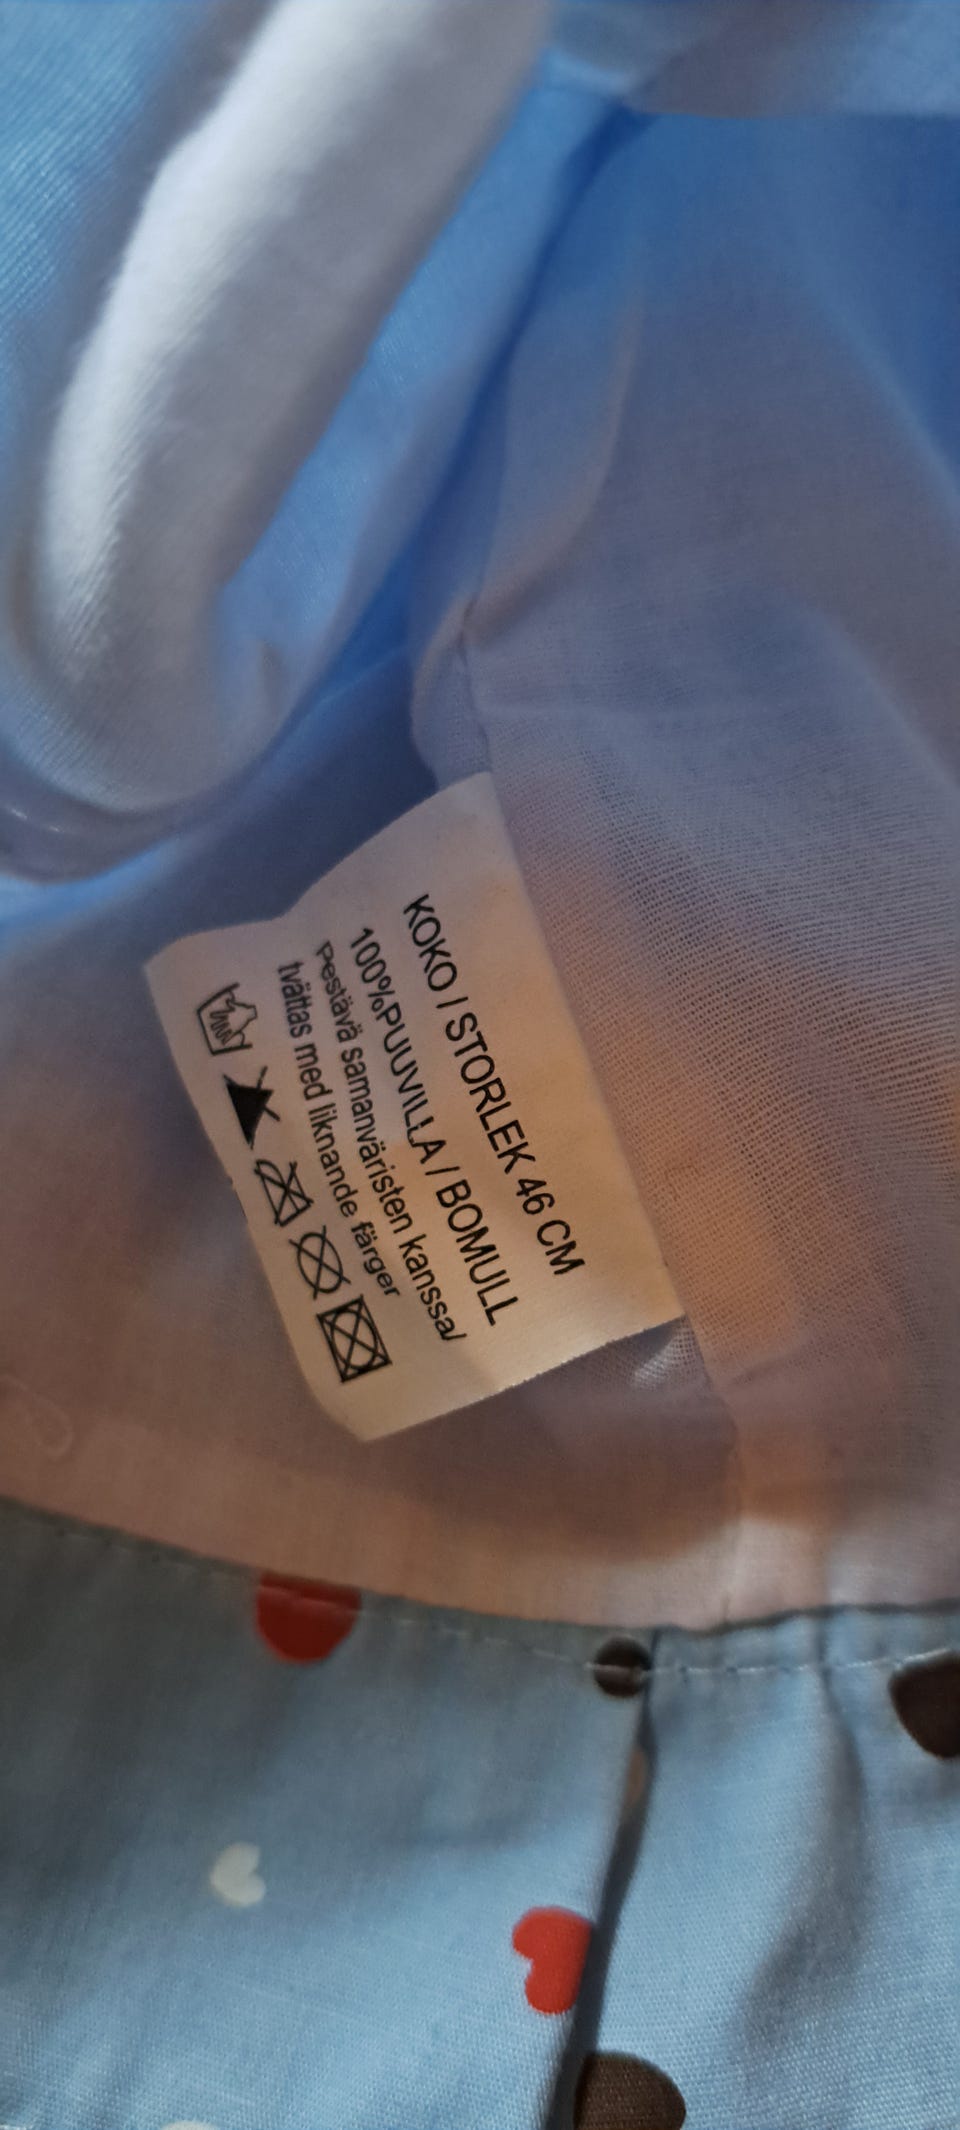 KOKO / STORLEK 46 CM
100%PUUVILLA / BOMULL
Pestävä samanväristen kanssa/
tvättas med liknande färger